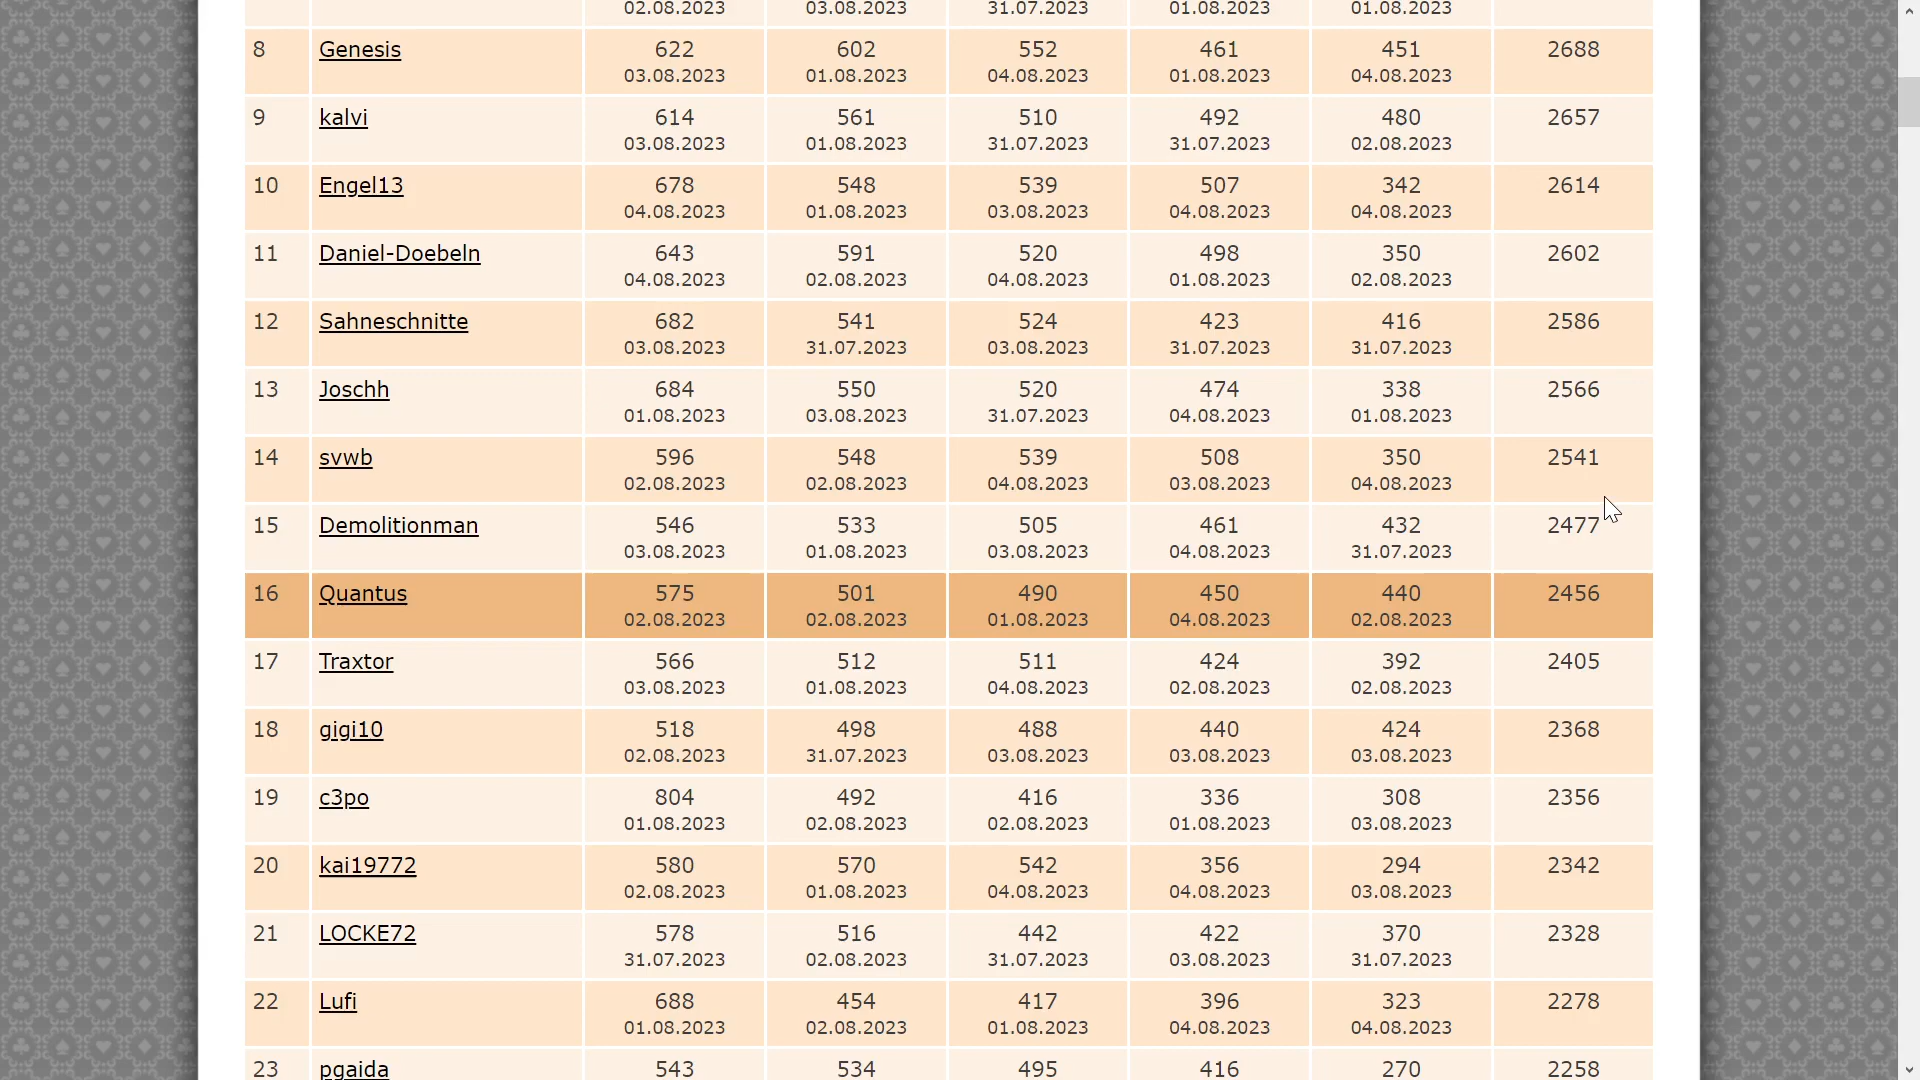 02.08.2023 03.08.2023 31.07.2023 01.08.2023 01.08.2023
8 Genesis 622 602 552 461 451 2688
03.08.2023 01.08.2023 04.08.2023 01.08.2023 04.08.2023
9 kalvi 614 561 510 492 480 2657
03.08.2023 01.08.2023 31.07.2023 31.07.2023 02.08.2023
10 Engel13 678 548 539 507 342 2614
04.08.2023 01.08.2023 03.08.2023 04.08.2023 04.08.2023
11 Daniel-Doebeln 643 591 520 498 350 2602
04.08.2023 02.08.2023 04.08.2023 01.08.2023 02.08.2023
12 Sahneschnitte 682 541 524 423 416 2586
03.08.2023 31.07.2023 03.08.2023 31.07.2023 31.07.2023
13 Joschh 684 550 520 474 338 2566
01.08.2023 03.08.2023 31.07.2023 04.08.2023 01.08.2023
14 svwb 596 548 539 508 350 2541
02.08.2023 02.08.2023 04.08.2023 03.08.2023 04.08.2023
15 Demolitionman 546 533 505 461 432 2477
03.08.2023 01.08.2023 03.08.2023 04.08.2023 31.07.2023
16 Quantus 575 501 490 450 440 2456
02.08.2023 02.08.2023 01.08.2023 04.08.2023 02.08.2023
17 Traxtor 566 512 511 424 392 2405
03.08.2023 01.08.2023 04.08.2023 02.08.2023 02.08.2023
18 gigi10 518 498 488 440 424 2368
02.08.2023 31.07.2023 03.08.2023 03.08.2023 03.08.2023
19 c3po 804 492 416 336 308 2356
01.08.2023 02.08.2023 02.08.2023 01.08.2023 03.08.2023
20 kai19772 580 570 542 356 294 2342
02.08.2023 01.08.2023 04.08.2023 04.08.2023 03.08.2023
21 LOCKE72 578 516 442 422 370 2328
31.07.2023 02.08.2023 31.07.2023 03.08.2023 31.07.2023
22 Lufi 688 454 417 396 323 2278
01.08.2023 02.08.2023 01.08.2023 04.08.2023 04.08.2023
23 pgaida 543 534 495 416 270 2258